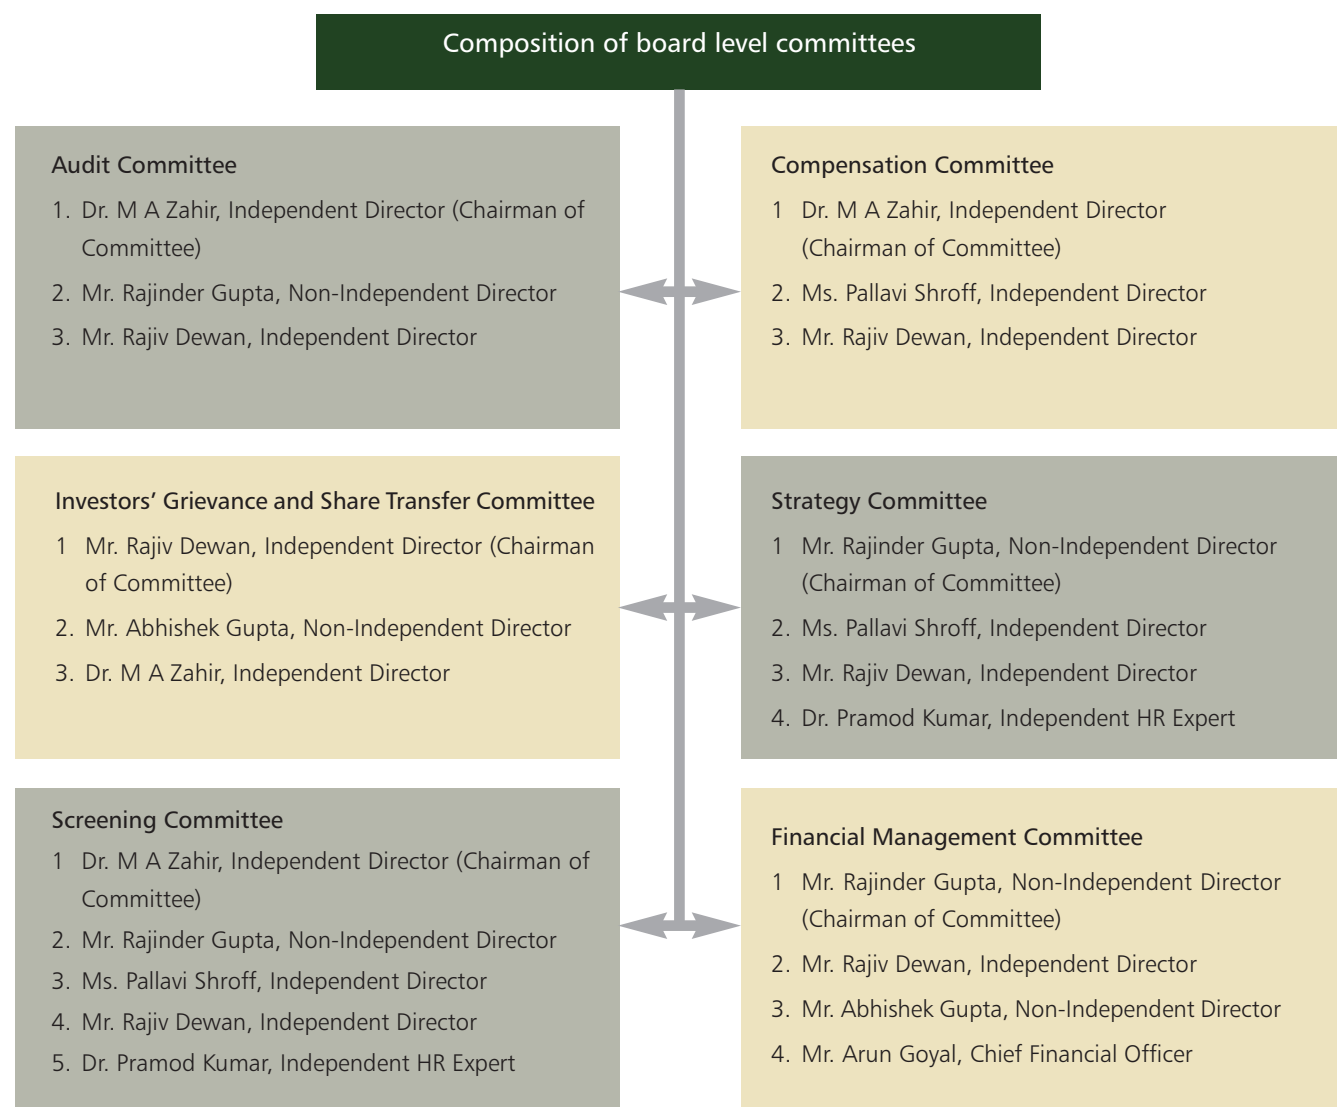 Composition of board level committees
Audit Committee
1. Dr. M A Zahir, Independent Director (Chairman of
Committee)
2. Mr. Rajinder Gupta, Non-Independent Director
3. Mr. Rajiv Dewan, Independent Director
Compensation Committee
1 Dr. M A Zahir, Independent Director
(Chairman of Committee)
2. Ms. Pallavi Shroff, Independent Director
3. Mr. Rajiv Dewan, Independent Director
Investors’ Grievance and Share Transfer Committee
1 Mr. Rajiv Dewan, Independent Director (Chairman
of Committee)
2. Mr. Abhishek Gupta, Non-Independent Director
3. Dr. M A Zahir, Independent Director
Strategy Committee
1 Mr. Rajinder Gupta, Non-Independent Director
(Chairman of Committee)
2. Ms. Pallavi Shroff, Independent Director
3. Mr. Rajiv Dewan, Independent Director
4. Dr. Pramod Kumar, Independent HR Expert
Screening Committee
1 Dr. M A Zahir, Independent Director (Chairman of
Committee)
2. Mr. Rajinder Gupta, Non-Independent Director
3. Ms. Pallavi Shroff, Independent Director
4. Mr. Rajiv Dewan, Independent Director
5. Dr. Pramod Kumar, Independent HR Expert
Financial Management Committee
1 Mr. Rajinder Gupta, Non-Independent Director
(Chairman of Committee)
2. Mr. Rajiv Dewan, Independent Director
3. Mr. Abhishek Gupta, Non-Independent Director
4. Mr. Arun Goyal, Chief Financial Officer